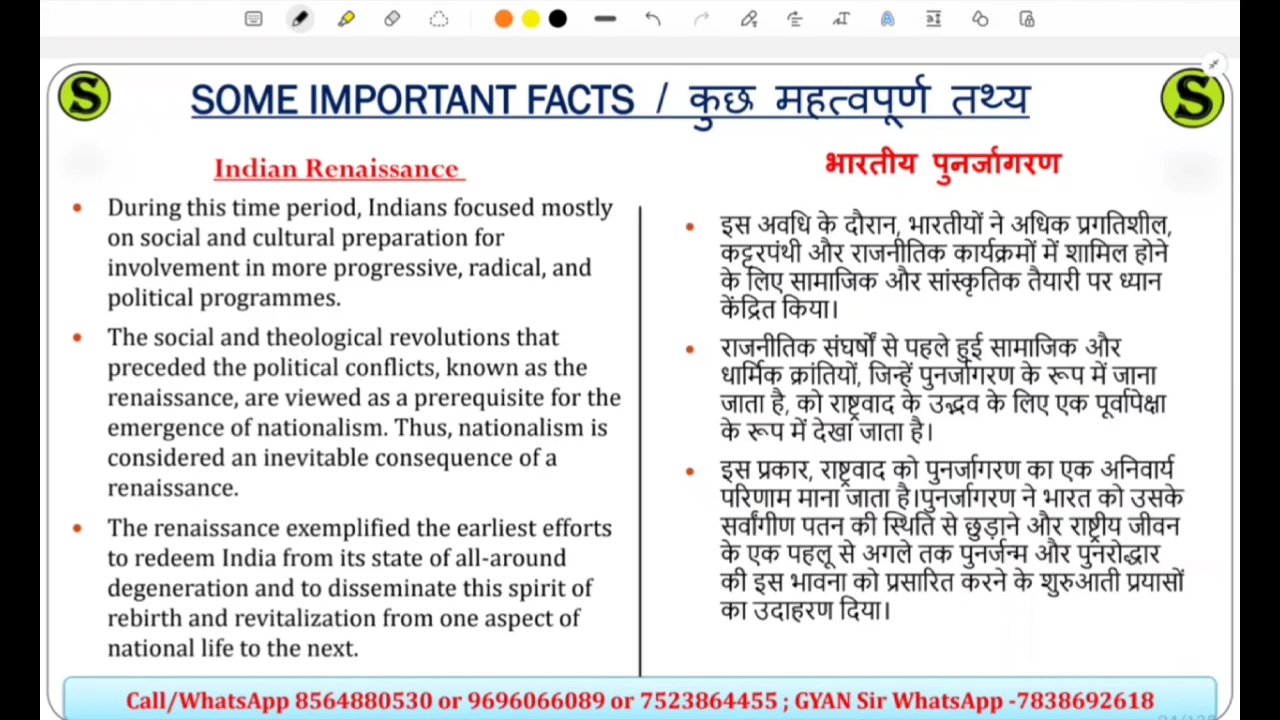 SOME IMPORTANT FACTS / कुछ महत्वपूर्ण तथ्य
S
S
Indian Renaissance
• During this time period, Indians focused mostly
on social and cultural preparation for
involvement in more progressive, radical, and
political programmes.
• The social and theological revolutions that
preceded the political conflicts, known as the
renaissance, are viewed as a prerequisite for the
emergence of nationalism. Thus, nationalism is
considered an inevitable consequence of a
renaissance.
• The renaissance exemplified the earliest efforts
to redeem India from its state of all-around
degeneration and to disseminate this spirit of
rebirth and revitalization from one aspect of
national life to the next.
भारतीय पुनर्जागरण
• इस अवधि के दौरान, भारतीयों ने अधिक प्रगतिशील,
कट्टरपंथी और राजनीतिक कार्यक्रमों में शामिल होने
के लिए सामाजिक और सांस्कृतिक तैयारी पर ध्यान
केंद्रित किया।
• राजनीतिक संघर्षों से पहले हुई सामाजिक और
धार्मिक क्रांतियों, जिन्हें पुनर्जागरण के रूप में जाना
जाता है, को राष्ट्रवाद के उद्भव के लिए एक पूर्वापेक्षा
के रूप में देखा जाता है।
• इस प्रकार, राष्ट्रवाद को पुनर्जागरण का एक अनिवार्य
परिणाम माना जाता है।पुनर्जागरण ने भारत को उसके
सर्वांगीण पतन की स्थिति से छुड़ाने और राष्ट्रीय जीवन
के एक पहलू से अगले तक पुनर्जन्म और पुनरोद्धार
की इस भावना को प्रसारित करने के शुरुआती प्रयासों
का उदाहरण दिया।
Call/WhatsApp 8564880530 or 9696066089 or 7523864455 ; GYAN Sir WhatsApp -7838692618